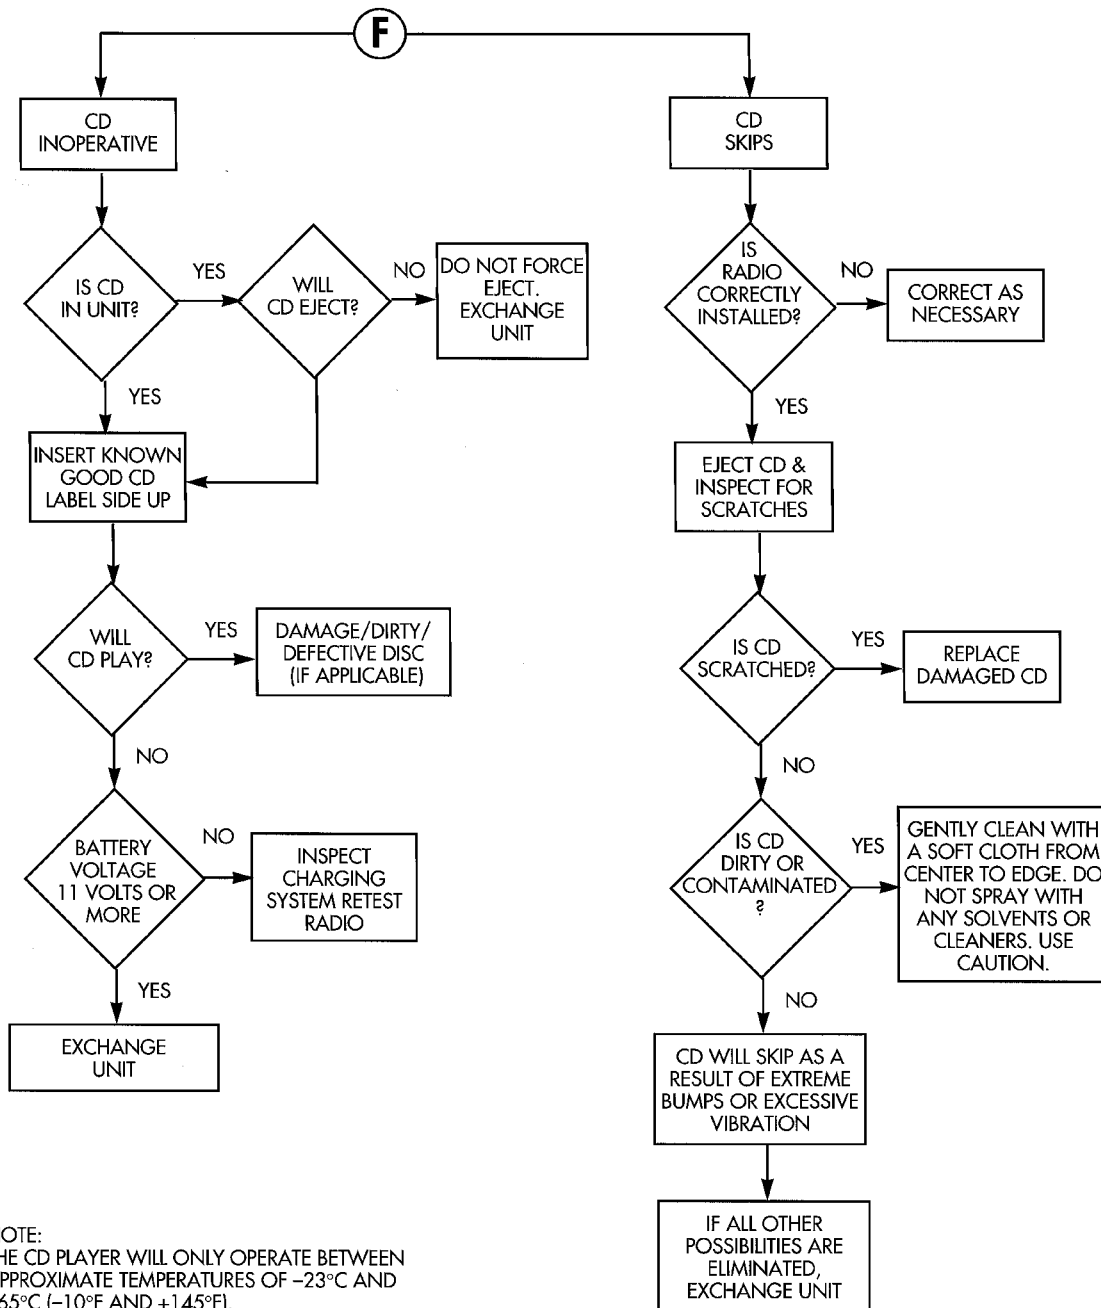 F
CD
INOPERATIVE
IS CD
IN UNIT?
YES
WILL
CD EJECT?
NO
DO NOT FORCE
EJECT.
EXCHANGE
UNIT
YES
INSERT KNOWN
GOOD CD
LABEL SIDE UP
WILL
CD PLAY?
YES
DAMAGE/DIRTY/
DEFECTIVE DISC
(IF APPLICABLE)
NO
BATTERY
VOLTAGE
11 VOLTS OR
MORE
NO
INSPECT
CHARGING
SYSTEM RETEST
RADIO
YES
EXCHANGE
UNIT
CD
SKIPS
IS
RADIO
CORRECTLY
INSTALLED?
NO
CORRECT AS
NECESSARY
YES
EJECT CD &
INSPECT FOR
SCRATCHES
IS CD
SCRATCHED?
YES
REPLACE
DAMAGED CD
NO
IS CD
DIRTY OR
CONTAMINATED
?
YES
GENTLY CLEAN WITH
A SOFT CLOTH FROM
CENTER TO EDGE. DO
NOT SPRAY WITH
ANY SOLVENTS OR
CLEANERS. USE
CAUTION.
NO
CD WILL SKIP AS A
RESULT OF EXTREME
BUMPS OR EXCESSIVE
VIBRATION
IF ALL OTHER
POSSIBILITIES ARE
ELIMINATED,
EXCHANGE UNIT
OTE:
HE CD PLAYER WILL ONLY OPERATE BETWEEN
PPROXIMATE TEMPERATURES OF –23°C AND
65°C (–10°F AND +145°F).